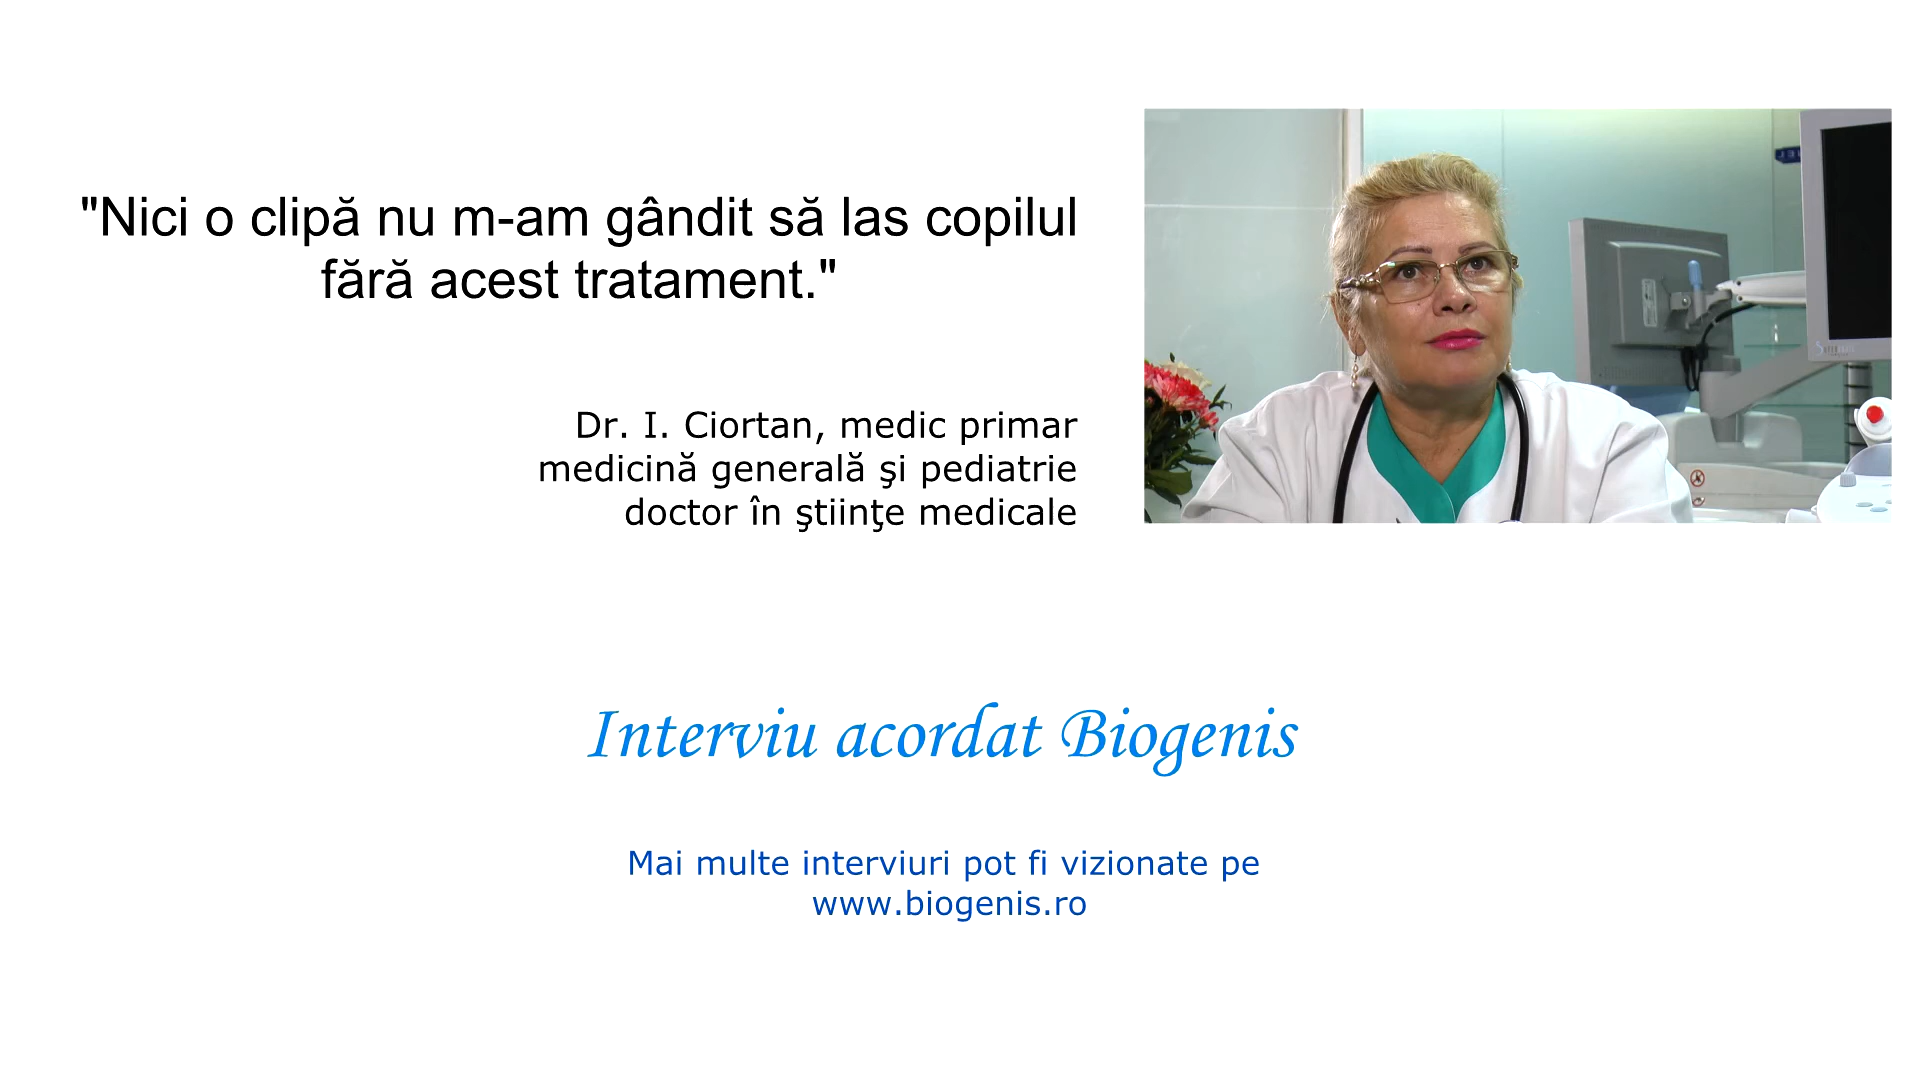 "Nici o clipă nu m-am gândit să las copilul
fără acest tratament."
Dr. I. Ciortan, medic primar
medicină generală şi pediatrie
doctor în ştiinţe medicale
Interviu acordat Biogenis
Mai multe interviuri pot fi vizionate pe
www.biogenis.ro